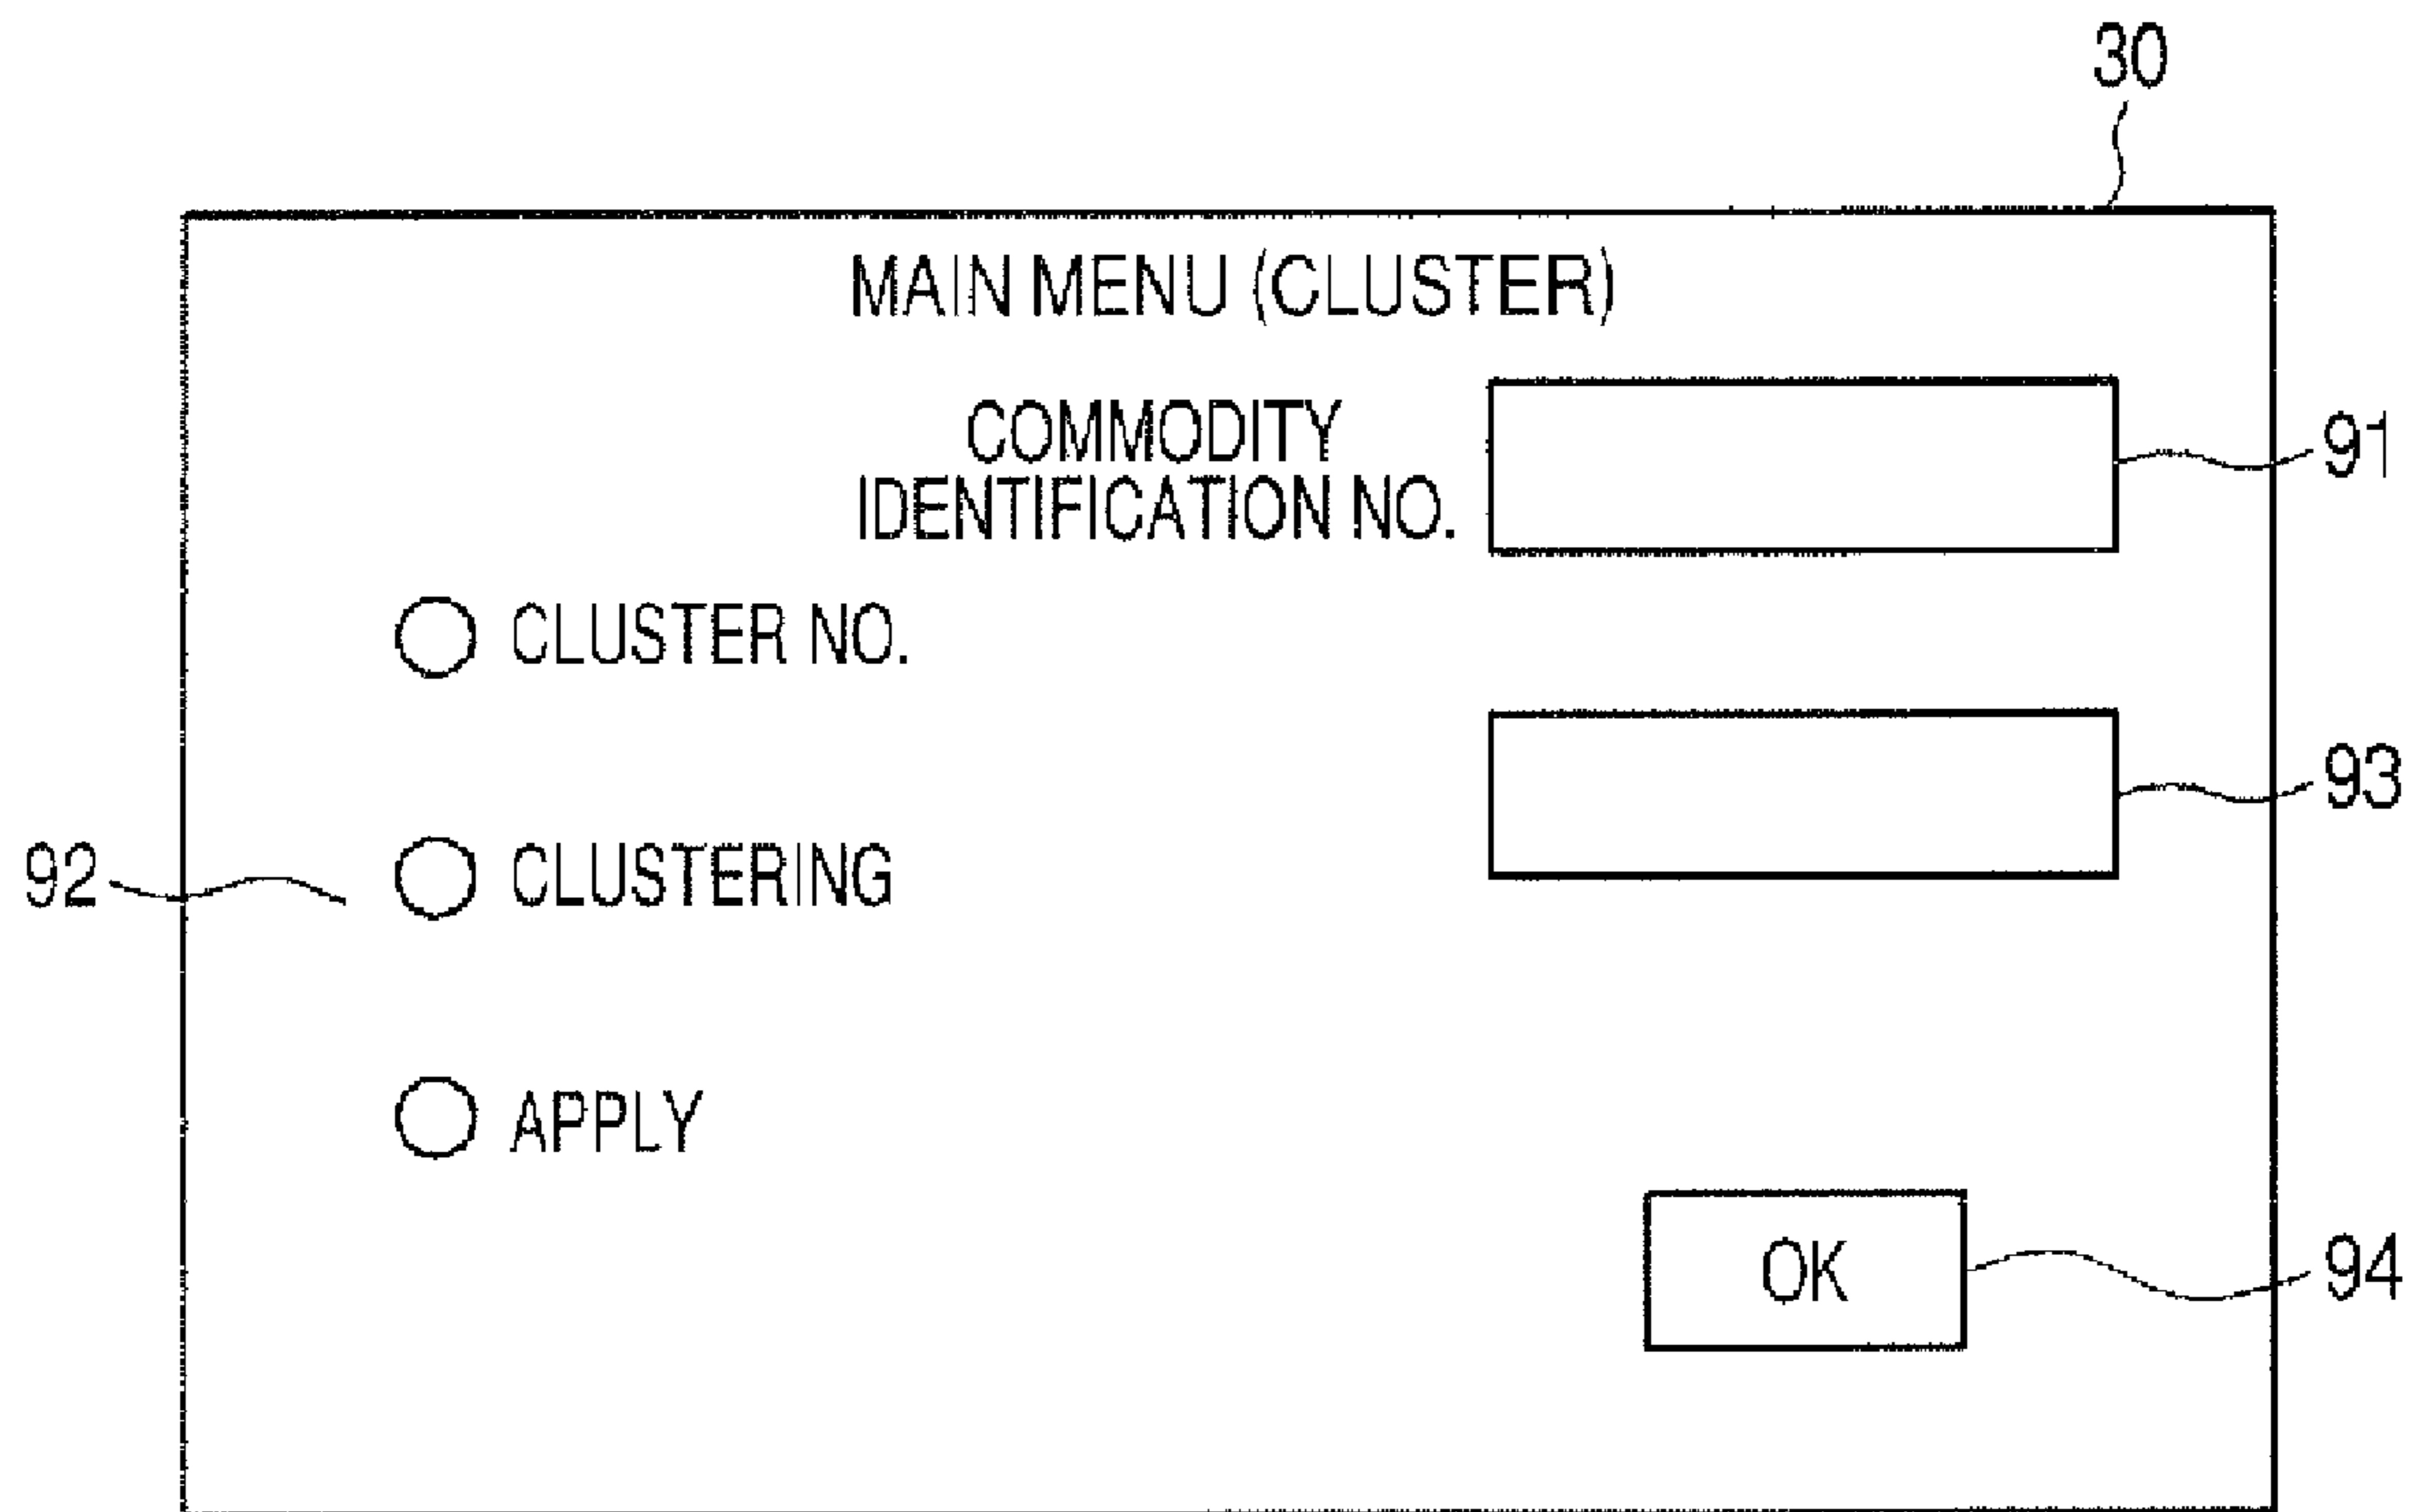 30
MAIN MENU (CLUSTER)
COMMODITY
IDENTIFICATION NO.
91
CLUSTER NO.
93
92
CLUSTERING
APPLY
OK
94